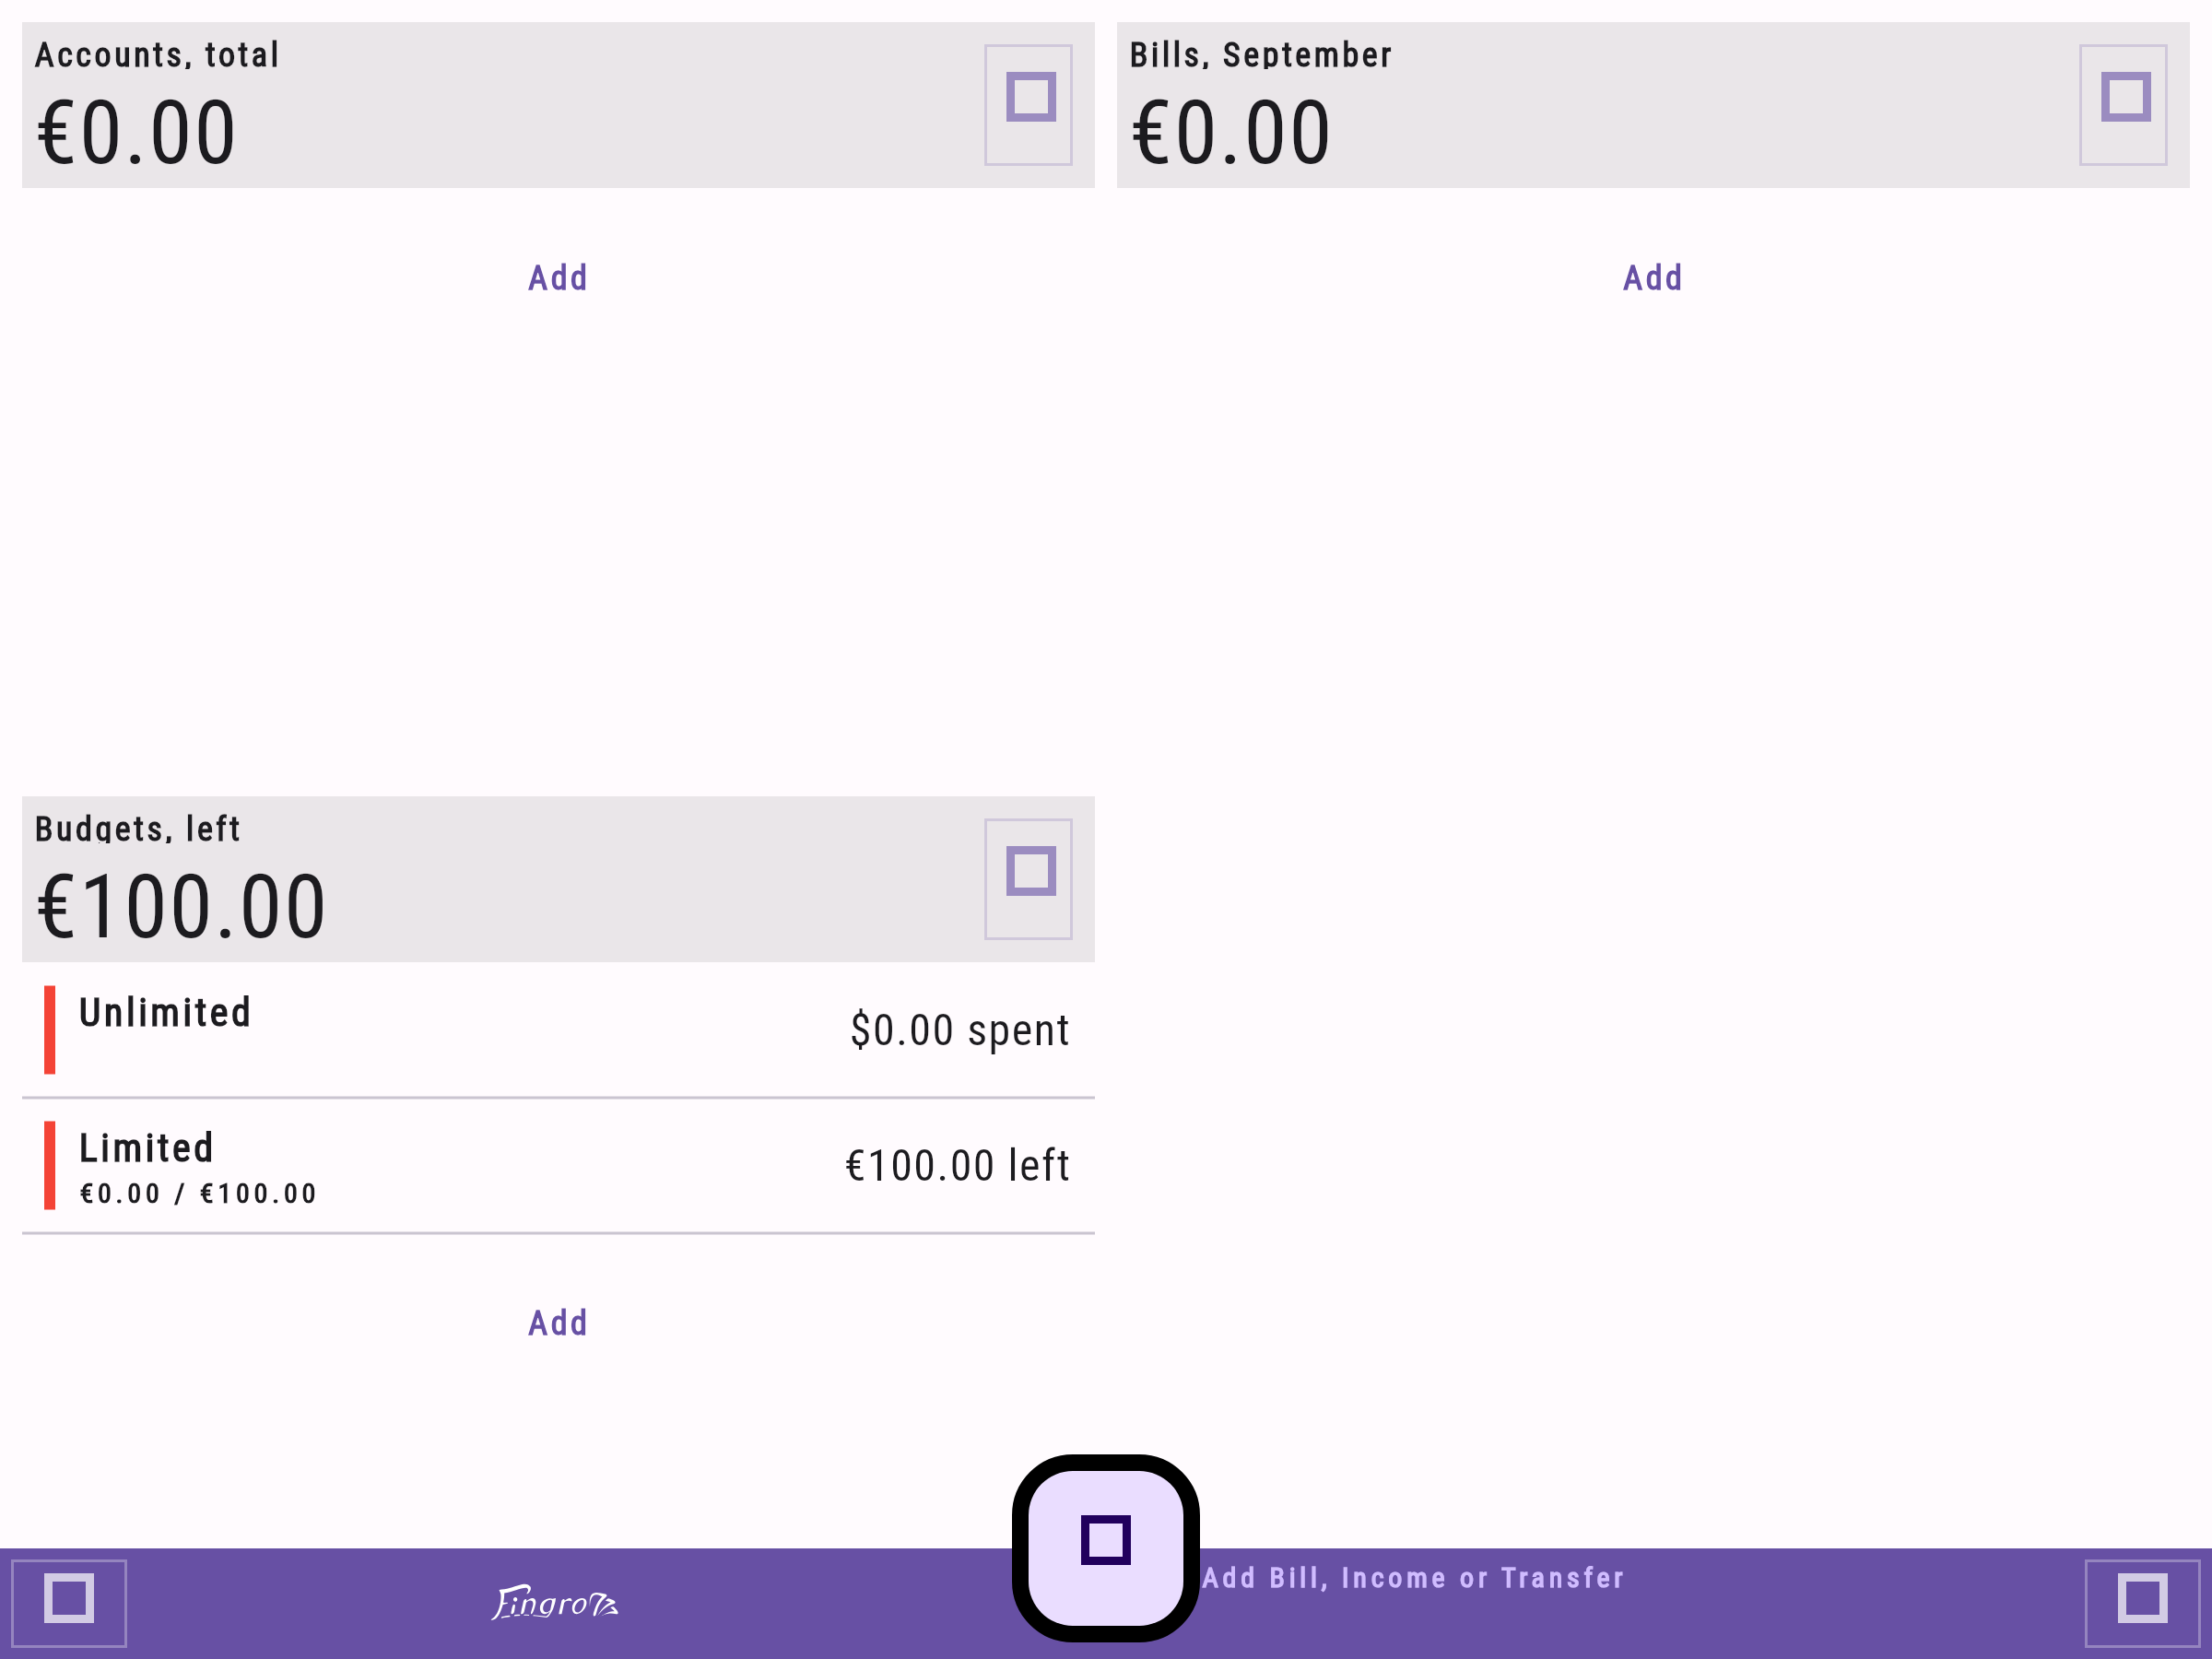 Accounts, total
€0.00
Add
Bills, September
€0.00
Add
Budgets, left
€100.00
Unlimited
$0.00 spent
Limited
€0.00 / €100.00
€100.00 left
Add
Fingrom
Add Bill, Income or Transfer